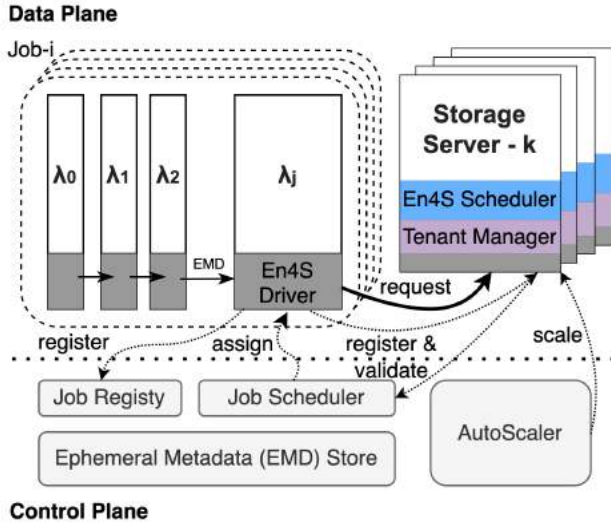 Data Plane
Job-i
λ0
λ1
λ2
λj
EMD
En4S
Driver
Storage
Server - k
En4S Scheduler
Tenant Manager
request
register
assign
register &
validate
scale
Job Registy
Job Scheduler
AutoScaler
Ephemeral Metadata (EMD) Store
Control Plane